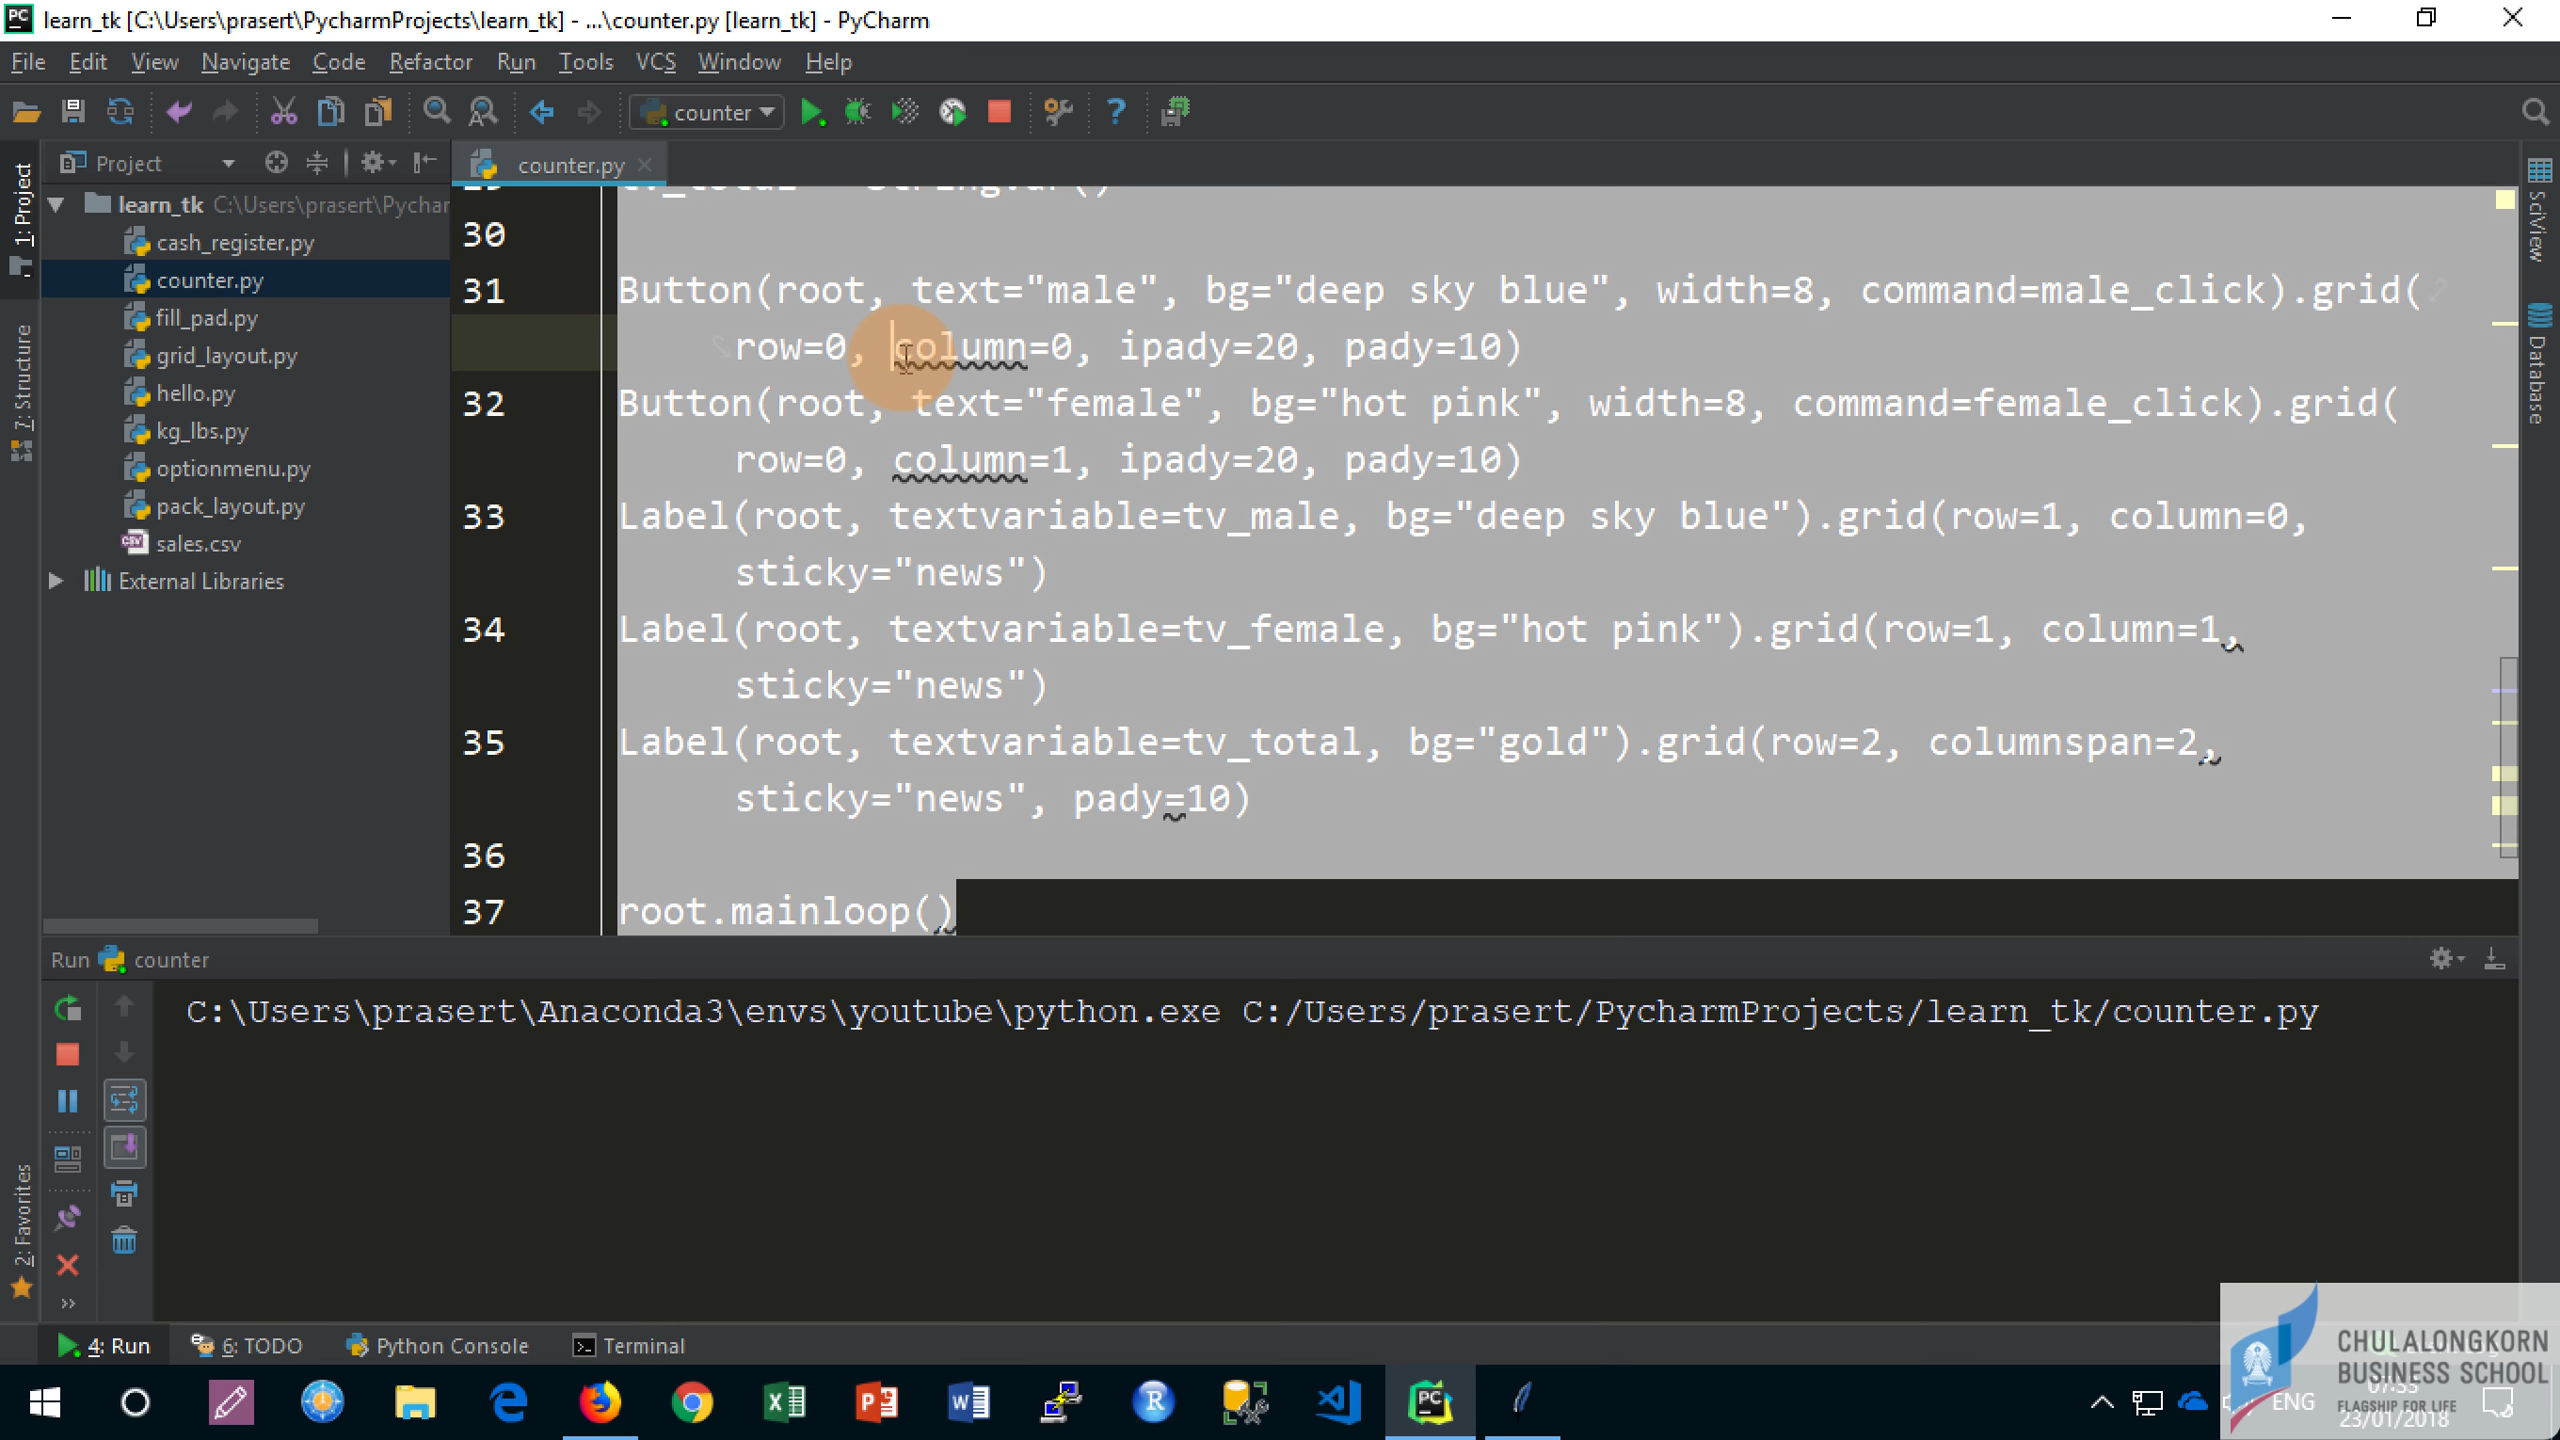 PC learn_tk [C:\Users\prasert\PycharmProjects\learn_tk] - ...\counter.py [learn_tk] - PyCharm
File Edit View Navigate Code Refactor Run Tools VCS Window Help
counter
Project
counter.py
1: Project
7: Structure
2: Favorites
SciView
Database
learn_tk C:\Users\prasert\Pychar
cash_register.py
counter.py
fill_pad.py
grid_layout.py
hello.py
kg_lbs.py
optionmenu.py
pack_layout.py
sales.csv
External Libraries
30
31 Button(root, text="male", bg="deep sky blue", width=8, command=male_click).grid(
row=0, column=0, ipady=20, pady=10)
32 Button(root, text="female", bg="hot pink", width=8, command=female_click).grid(
row=0, column=1, ipady=20, pady=10)
33 Label(root, textvariable=tv_male, bg="deep sky blue").grid(row=1, column=0,
sticky="news")
34 Label(root, textvariable=tv_female, bg="hot pink").grid(row=1, column=1,
sticky="news")
35 Label(root, textvariable=tv_total, bg="gold").grid(row=2, columnspan=2,
sticky="news", pady=10)
36
37 root.mainloop()
Run counter
C:\Users\prasert\Anaconda3\envs\youtube\python.exe C:/Users/prasert/PycharmProjects/learn_tk/counter.py
4: Run 6: TODO Python Console Terminal
CHULALONGKORN
BUSINESS SCHOOL
FLAGSHIP FOR LIFE
ENG
23/01/2018